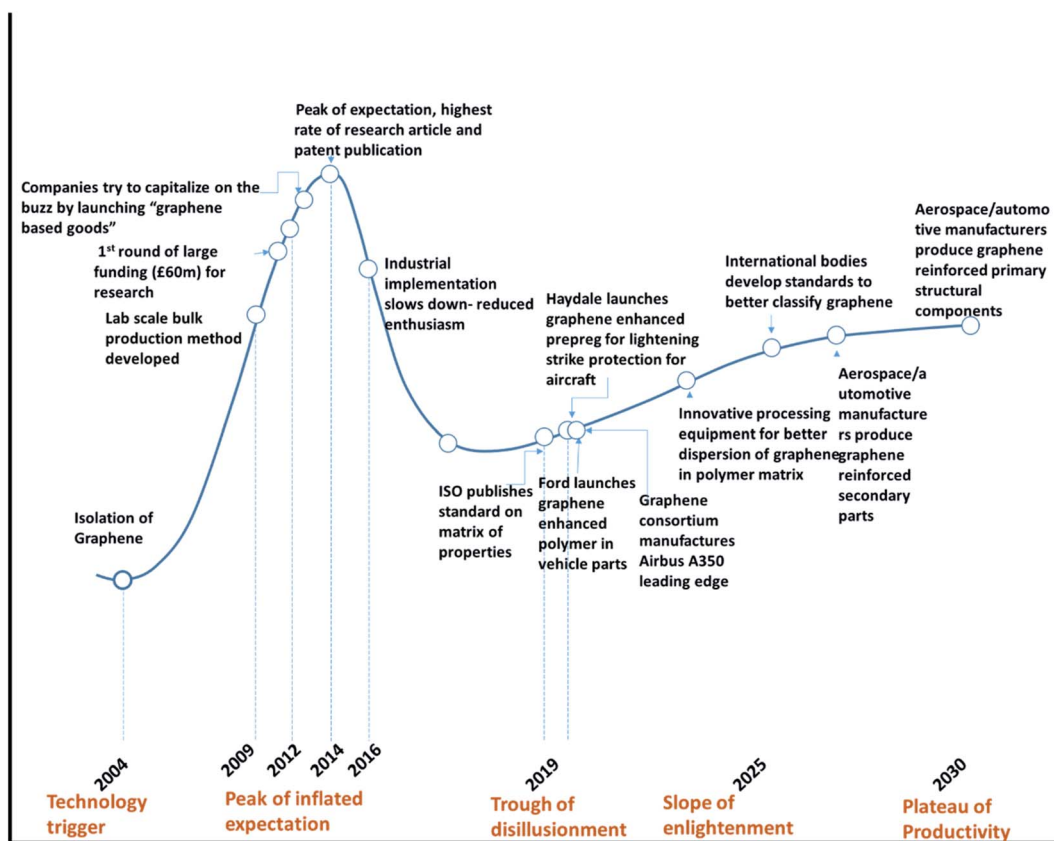 Peak of expectation, highest
rate of research article and
patent publication
Companies try to capitalize on the
buzz by launching “graphene
based goods”
1st round of large
funding (£60m) for
research
Lab scale bulk
production method
developed
Isolation of
Graphene
Industrial
implementation
slows down- reduced
enthusiasm
Haydale launches
graphene enhanced
prepreg for lightening
strike protection for
aircraft
International bodies
develop standards to
better classify graphene
Aerospace/automo
tive manufacturers
produce graphene
reinforced primary
structural
components
ISO publishes
standard on
matrix of
properties
Ford launches
graphene
enhanced
polymer in
vehicle parts
Graphene
consortium
manufactures
Airbus A350
leading edge
Innovative processing
equipment for better
dispersion of graphene
in polymer matrix
Aerospace/a
utomotive
manufacture
rs produce
graphene
reinforced
secondary
parts
2004
2009
2012
2014
2016
2019
2025
2030
Technology
trigger
Peak of inflated
expectation
Trough of
disillusionment
Slope of
enlightenment
Plateau of
Productivity